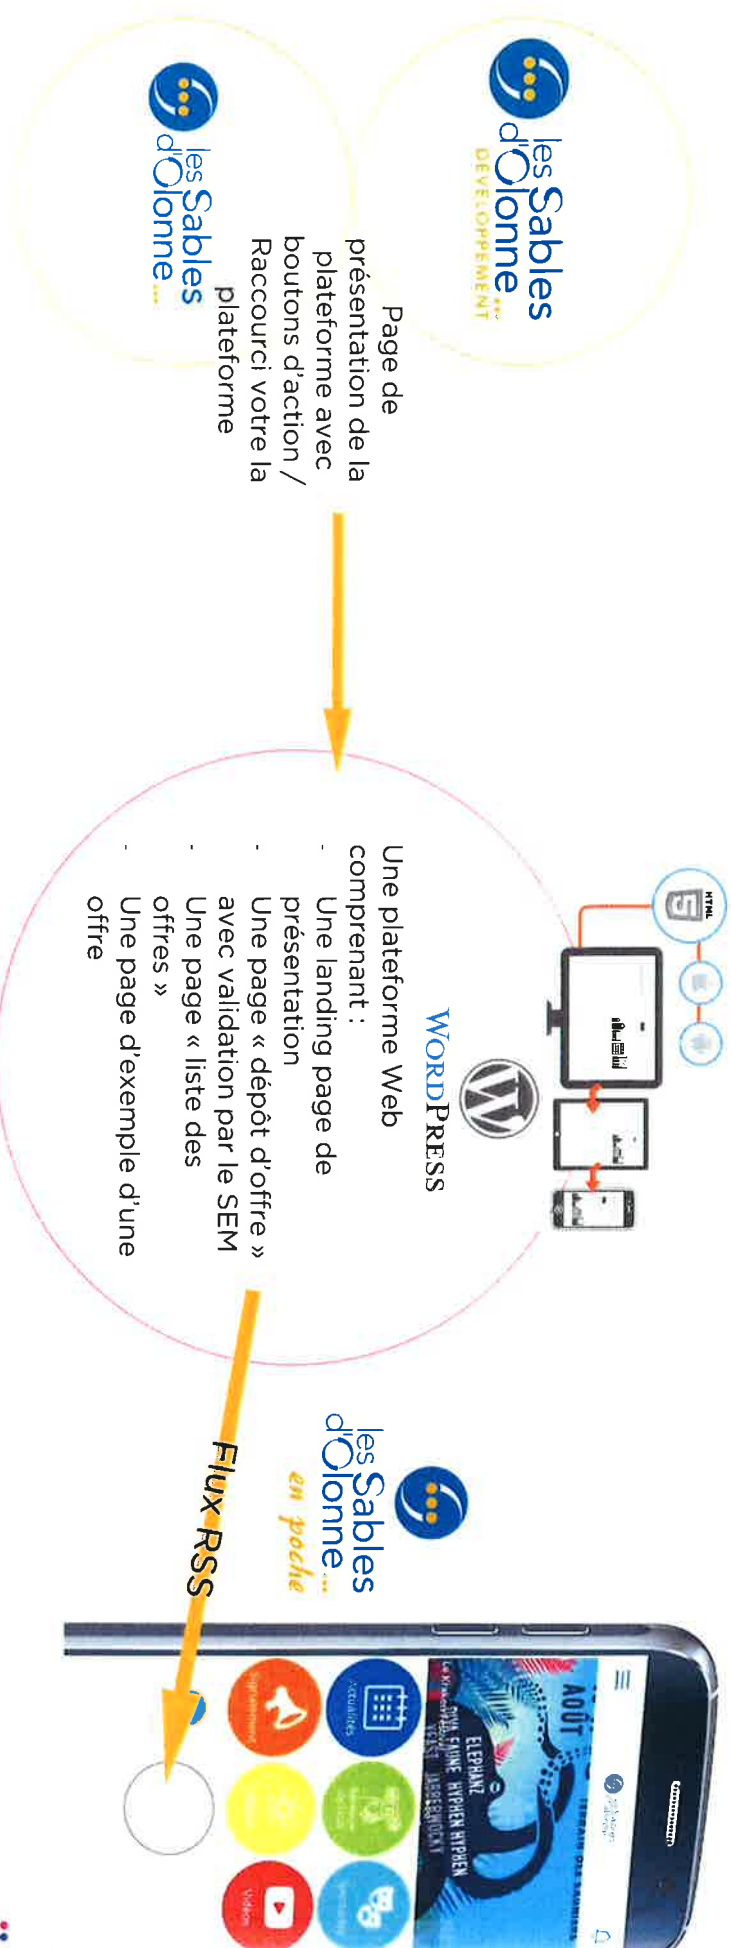 les Sables
d'Olonne...
DÉVELOPPEMENT
les Sables
d'Olonne...
Page de
présentation de la
plateforme avec
boutons d'action /
Raccourci votre la
plateforme
HTML
5
W
WORDPRESS
Une plateforme Web
comprenant :
- Une landing page de
présentation
- Une page « dépôt d'offre »
avec validation par le SEM
- Une page « liste des
offres »
- Une page d'exemple d'une
offre
les Sables
d'Olonne...
en poche
Flux RSS
AOÛT
ELEPHANZ
HYPHEN HYPHEN
Actualités
Signalement
Vidéos